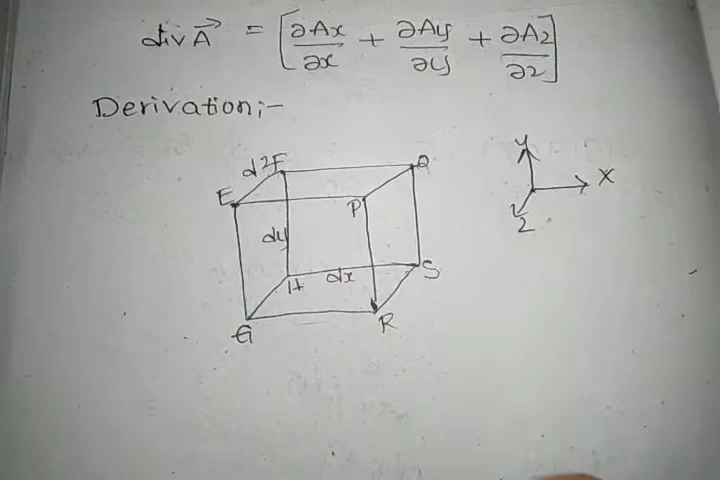 div A⃗ = [∂Ax/∂x + ∂Ay/∂y + ∂Az/∂z]
Derivation:-
dz F Q
E P
dy
H dx S
G R
Y
X
Z